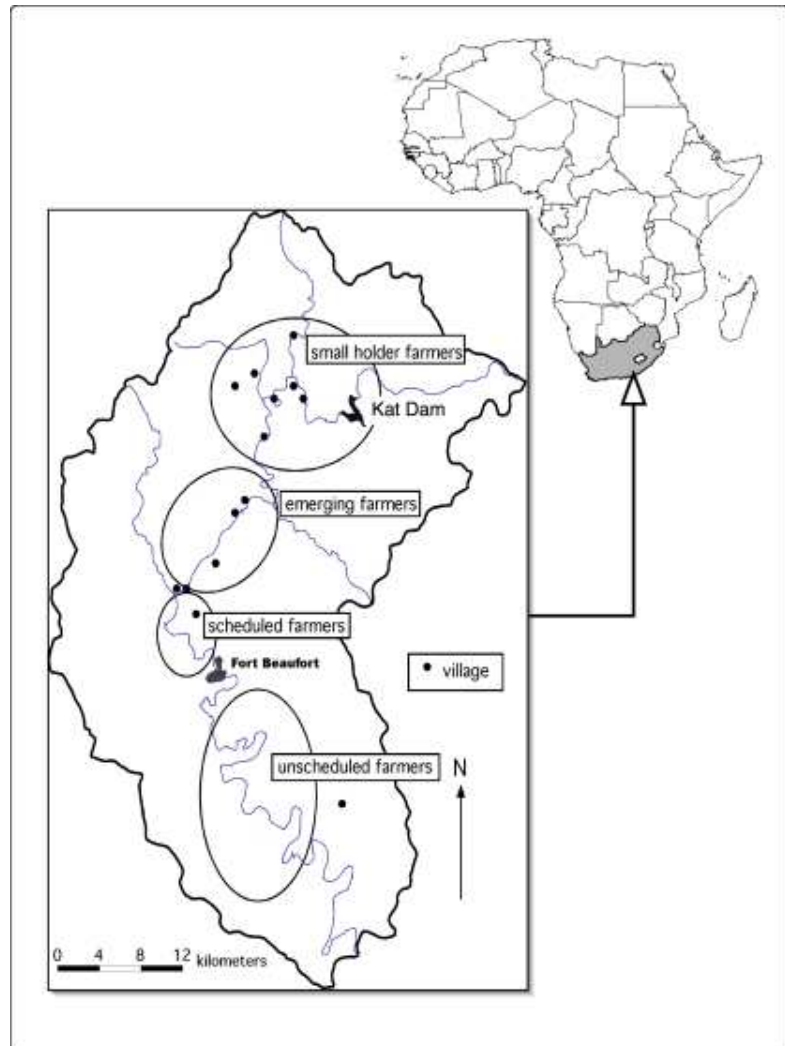 small holder farmers
Kat Dam
emerging farmers
scheduled farmers
Fort Beaufort
village
unscheduled farmers
N
0 4 8 12 kilometers